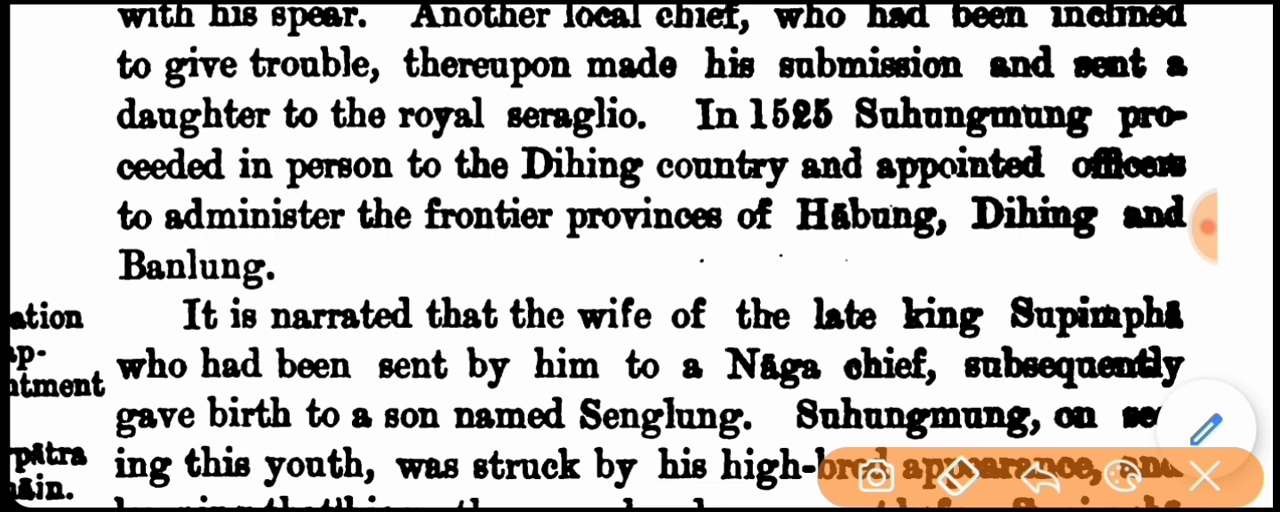 with his spear. Another local chief, who had been inclined
to give trouble, thereupon made his submission and sent a
daughter to the royal seraglio. In 1525 Suhungmung pro-
ceeded in person to the Dihing country and appointed officers
to administer the frontier provinces of Hābung, Dihing and
Banlung.
It is narrated that the wife of the late king Supimphā
who had been sent by him to a Nāga chief, subsequently
gave birth to a son named Senglung. Suhungmung, on see-
ing this youth, was struck by his high-bred appearance, and
ation
ap-
ntment
pātra
hāin.